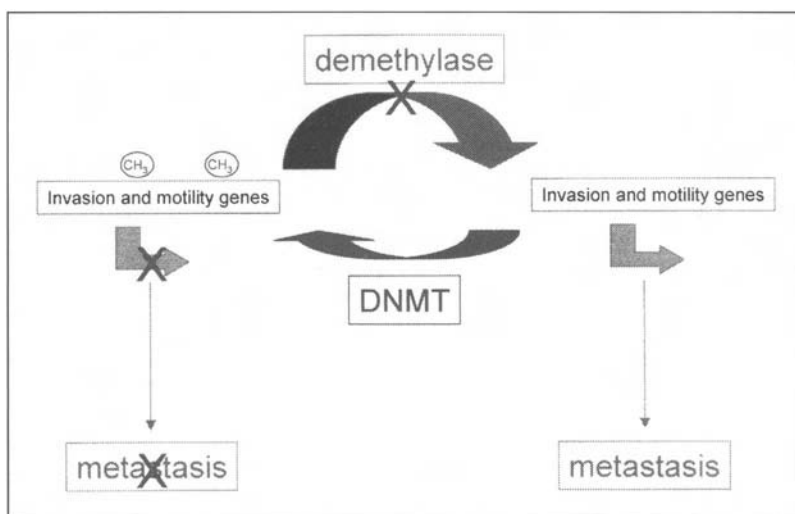 demethylase
CH3 CH3
Invasion and motility genes
Invasion and motility genes
DNMT
metastasis
metastasis